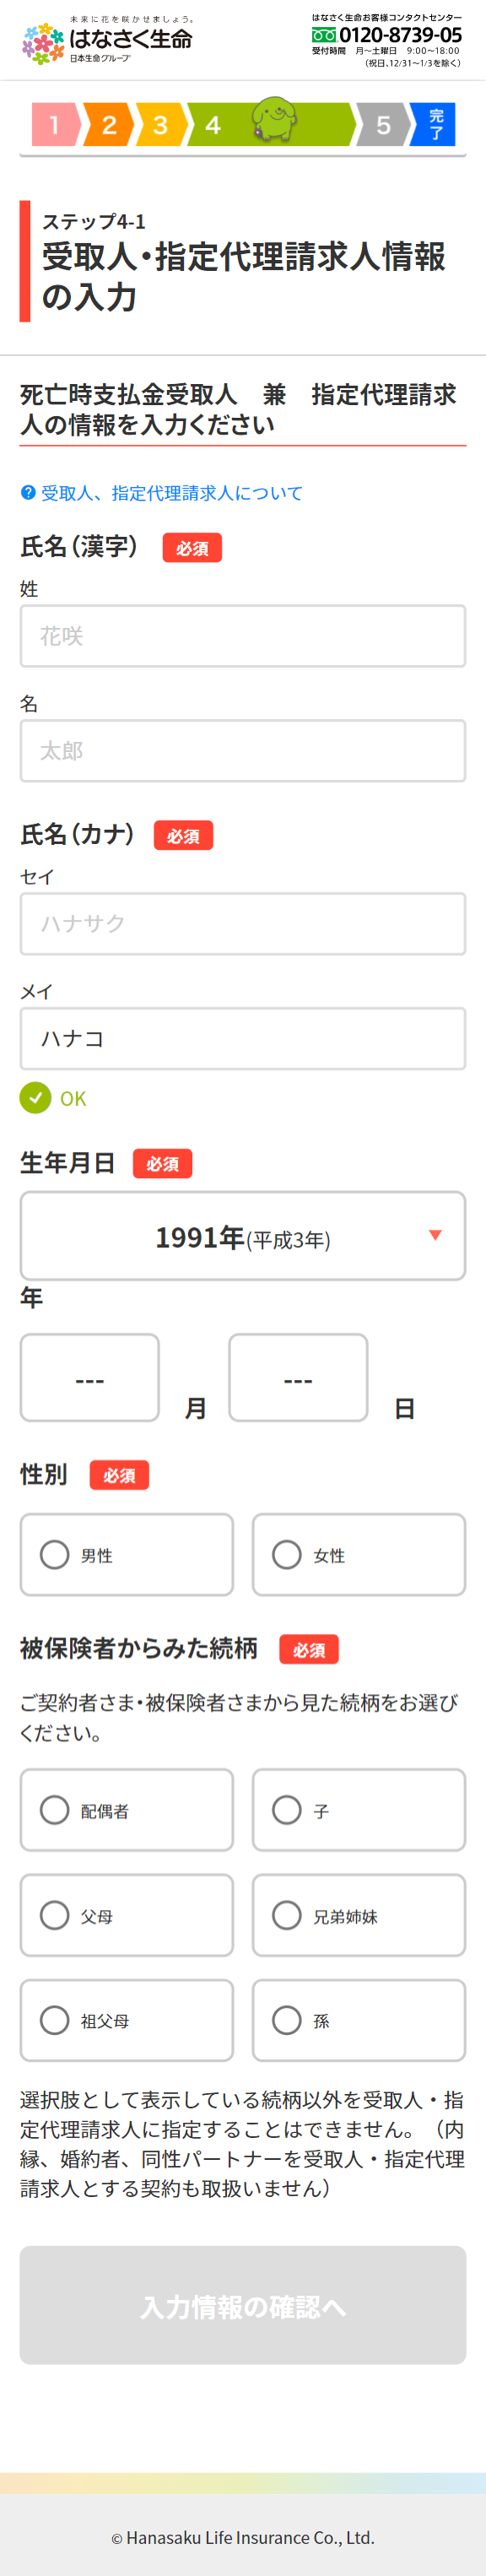 未来に花を咲かせましょう。
はなさく生命
日本生命グループ
はなさく生命お客様コンタクトセンター
0120-8739-05
受付時間 月～土曜日 9:00～18:00
（祝日、12/31～1/3を除く）
1 2 3 4 5 完了
ステップ4-1
受取人・指定代理請求人情報
の入力
死亡時支払金受取人　兼　指定代理請求
人の情報を入力ください
? 受取人、指定代理請求人について
氏名（漢字） 必須
姓
花咲
名
太郎
氏名（カナ） 必須
セイ
ハナサク
メイ
ハナコ
OK
生年月日 必須
1991年(平成3年)
年
--- 月 --- 日
性別 必須
男性 女性
被保険者からみた続柄 必須
ご契約者さま・被保険者さまから見た続柄をお選び
ください。
配偶者 子
父母 兄弟姉妹
祖父母 孫
選択肢として表示している続柄以外を受取人・指
定代理請求人に指定することはできません。（内
縁、婚約者、同性パートナーを受取人・指定代理
請求人とする契約も取扱いません）
入力情報の確認へ
© Hanasaku Life Insurance Co., Ltd.